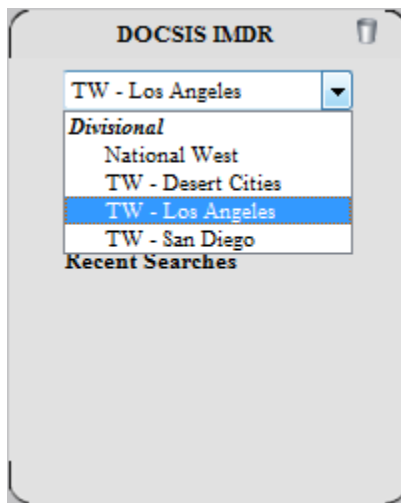 DOCSIS IMDR
TW - Los Angeles
Divisional
National West
TW - Desert Cities
TW - Los Angeles
TW - San Diego
Recent Searches